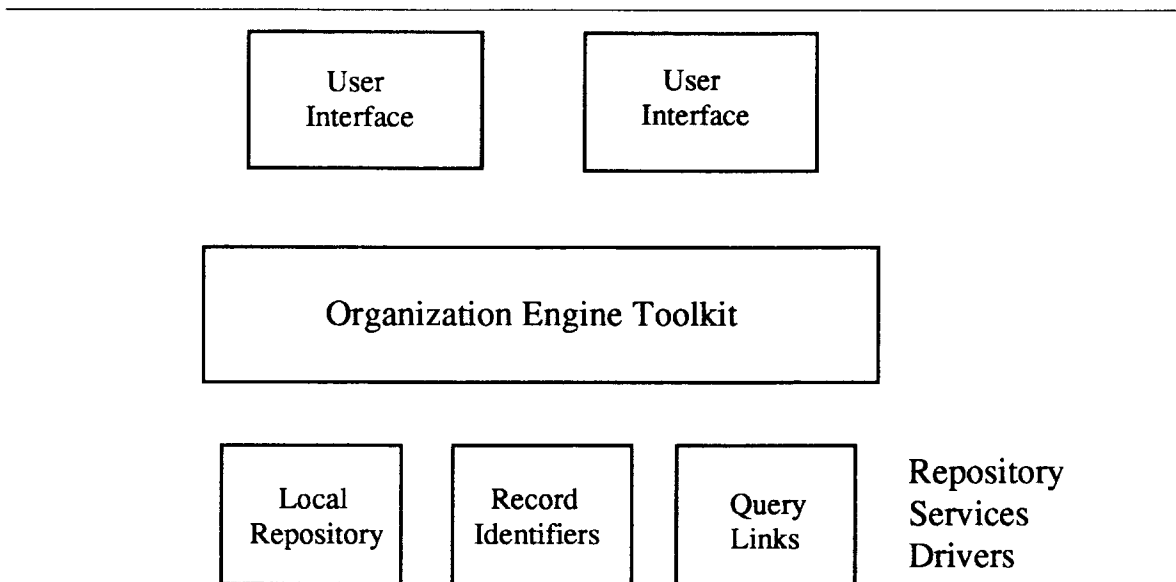 User
Interface
User
Interface
Organization Engine Toolkit
Local
Repository
Record
Identifiers
Query
Links
Repository
Services
Drivers